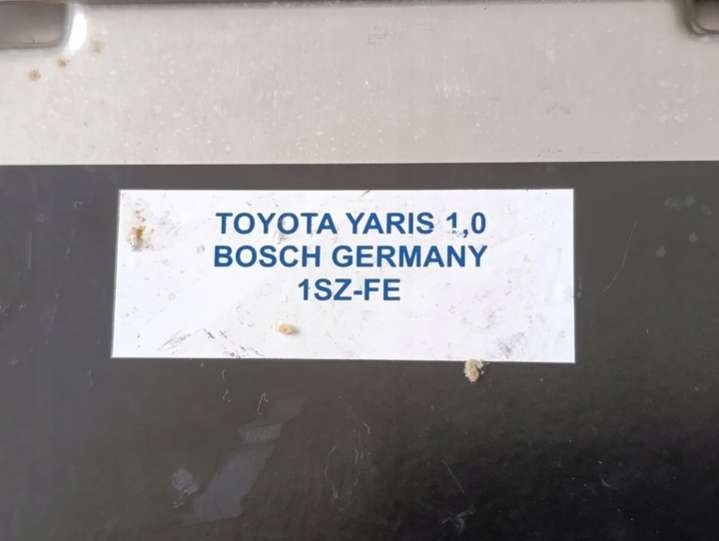 TOYOTA YARIS 1,0
BOSCH GERMANY
1SZ-FE